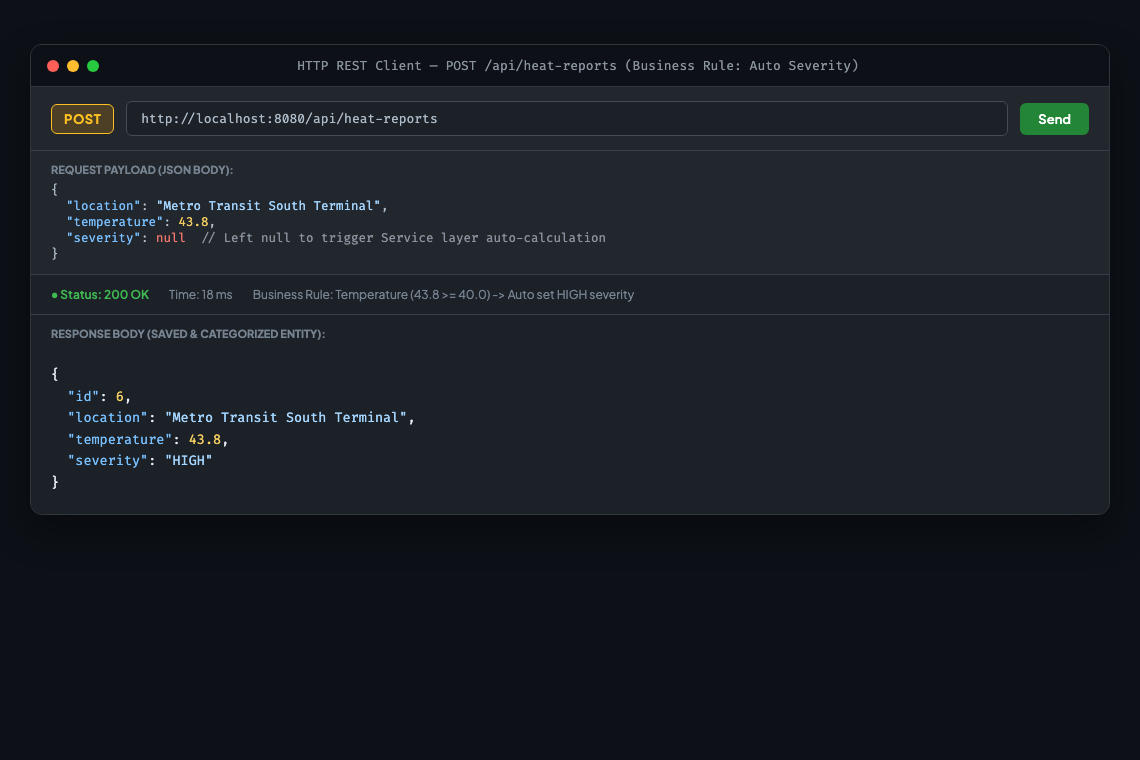 HTTP REST Client — POST /api/heat-reports (Business Rule: Auto Severity)
POST
http://localhost:8080/api/heat-reports
Send
REQUEST PAYLOAD (JSON BODY):
{
  "location": "Metro Transit South Terminal",
  "temperature": 43.8,
  "severity": null  // Left null to trigger Service layer auto-calculation
}
● Status: 200 OK
Time: 18 ms
Business Rule: Temperature (43.8 >= 40.0) -> Auto set HIGH severity
RESPONSE BODY (SAVED & CATEGORIZED ENTITY):
{
  "id": 6,
  "location": "Metro Transit South Terminal",
  "temperature": 43.8,
  "severity": "HIGH"
}